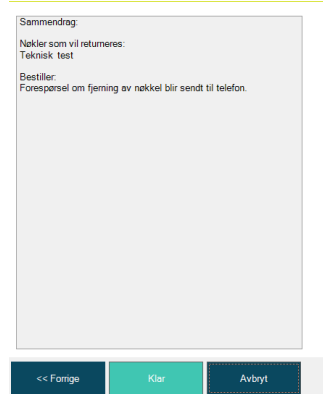 Sammendrag:
Nøkler som vil returneres:
Teknisk test
Bestiller:
Forespørsel om fjerning av nøkkel blir sendt til telefon.
<< Forrige
Klar
Avbryt